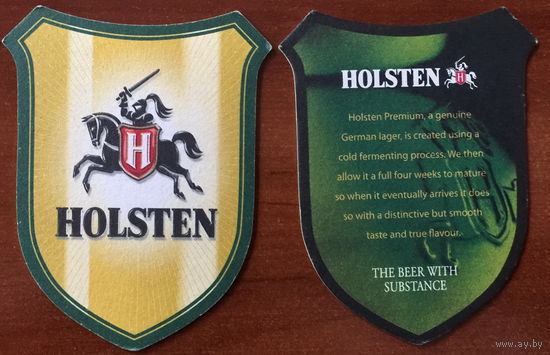 H
HOLSTEN
HOLSTEN
H
Holsten Premium, a genuine
German lager, is created using a
cold fermenting process. We then
allow it a full four weeks to mature
so when it eventually arrives it does
so with a distinctive but smooth
taste and true flavour.
THE BEER WITH
SUBSTANCE
www.ay.by